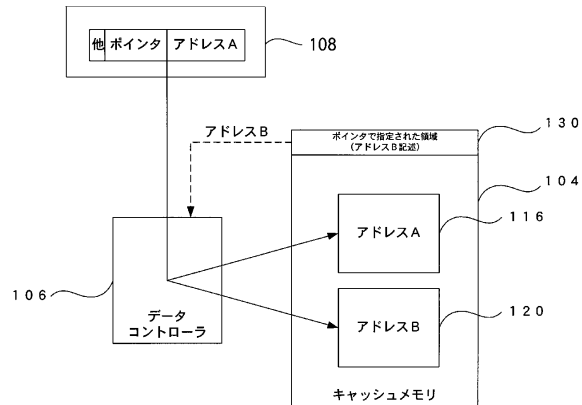 他 ポインタ アドレスA
108
アドレスB
ポインタで指定された領域
(アドレスB記述)
130
104
アドレスA
116
106
データ
コントローラ
アドレスB
120
キャッシュメモリ